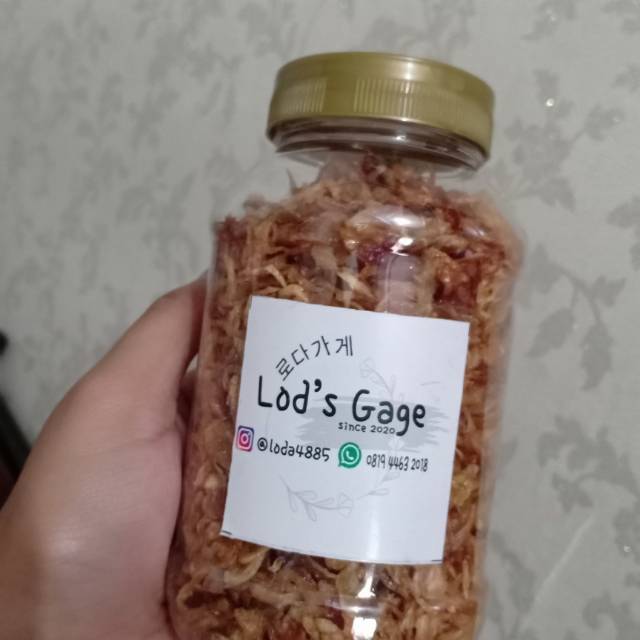 로다가게
Lod's Gage
since 2020
@loda4885 0819 4463 2018